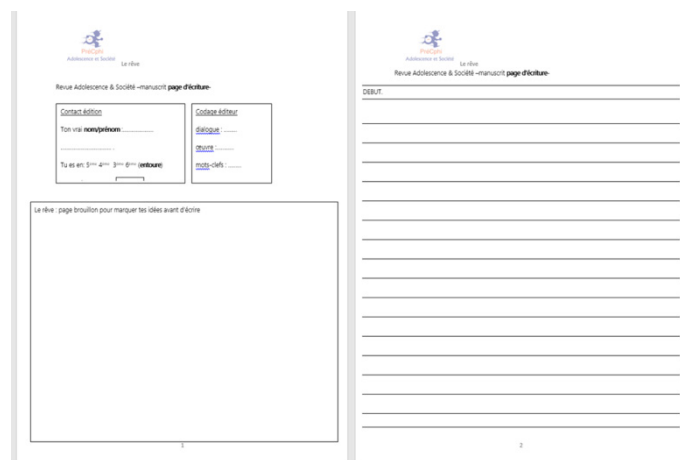 PhiloPhi
Adolescence et Société
Le rêve
Revue Adolescence & Société –manuscrit page d'écriture-
Contact édition
Ton vrai nom/prénom :
Tu es en: 5ème 4ème 3ème 6ème (entoure)
Codage éditeur
dialogue : ........
œuvre :
mots-clefs :
Le rêve : page brouillon pour marquer tes idées avant d'écrire
1
Adolescence et Société
Le rêve
Revue Adolescence & Société –manuscrit page d'écriture-
DEBUT.
2